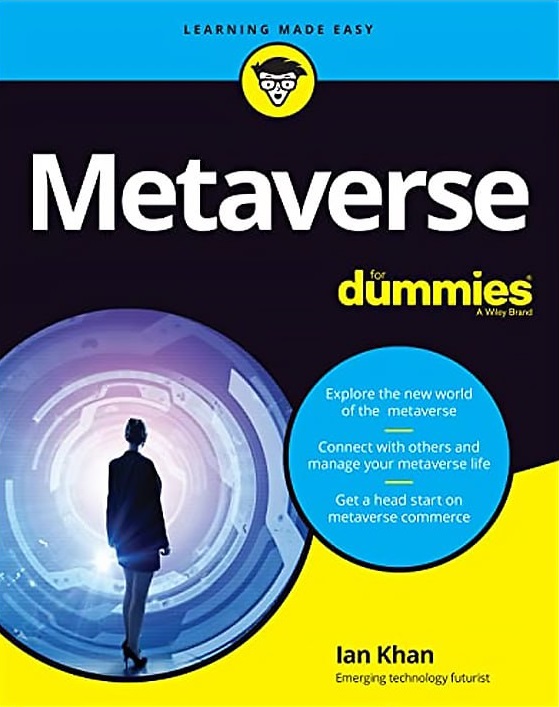 LEARNING MADE EASY
Metaverse
for
dummies®
A Wiley Brand
Explore the new world
of the metaverse
Connect with others and
manage your metaverse life
Get a head start on
metaverse commerce
Ian Khan
Emerging technology futurist